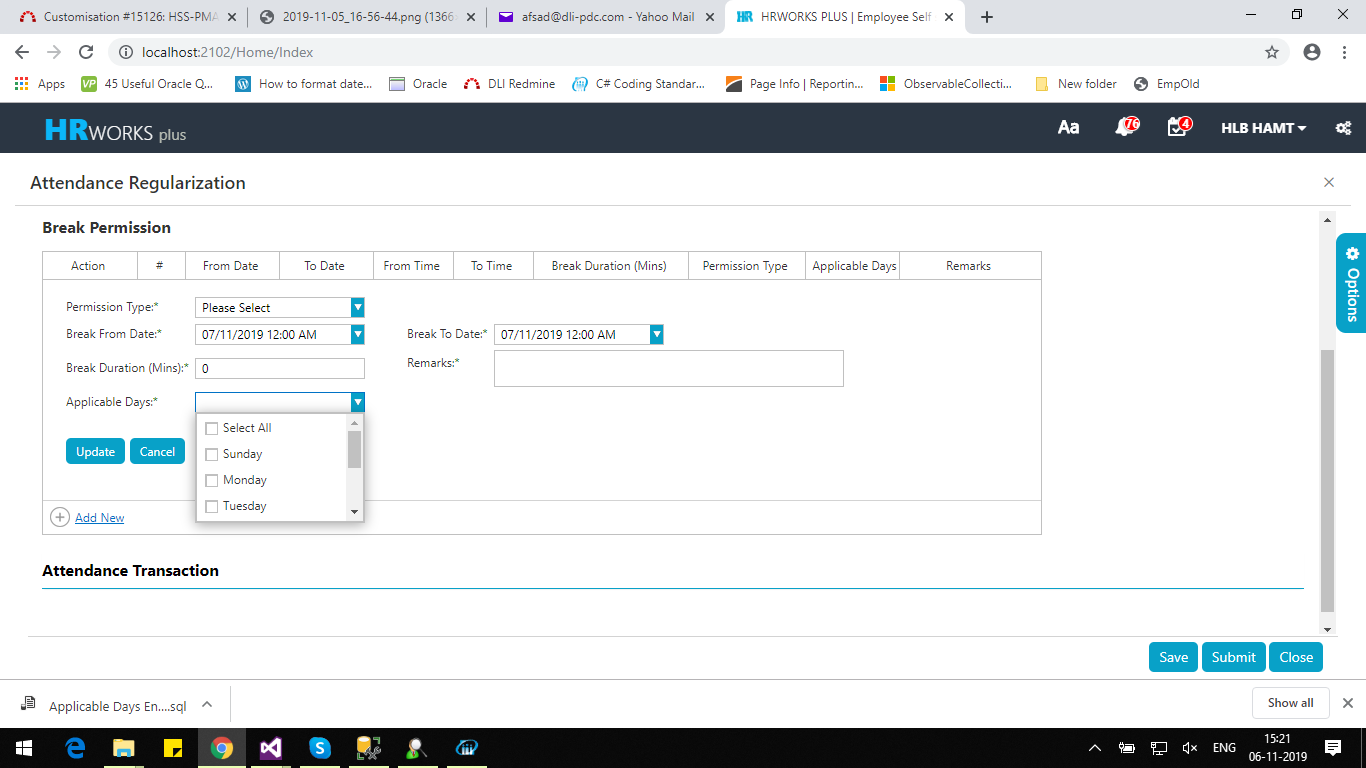 Customisation #15126: HSS-PMA
2019-11-05_16-56-44.png (1366
afsad@dli-pdc.com - Yahoo Mail
HRWORKS PLUS | Employee Self
localhost:2102/Home/Index
Apps
VP 45 Useful Oracle Q...
How to format date...
Oracle
DLI Redmine
C# Coding Standar...
Page Info | Reportin...
ObservableCollecti...
New folder
EmpOld
HRWORKS plus
Aa
76
4
HLB HAMT
Attendance Regularization
Options
Break Permission
Action # From Date To Date From Time To Time Break Duration (Mins) Permission Type Applicable Days Remarks
Permission Type:* Please Select
Break From Date:* 07/11/2019 12:00 AM Break To Date:* 07/11/2019 12:00 AM
Break Duration (Mins):* 0 Remarks:*
Applicable Days:*
Select All
Sunday
Monday
Tuesday
Update Cancel
Add New
Attendance Transaction
Save Submit Close
Applicable Days En....sql
Show all
ENG
15:21
06-11-2019